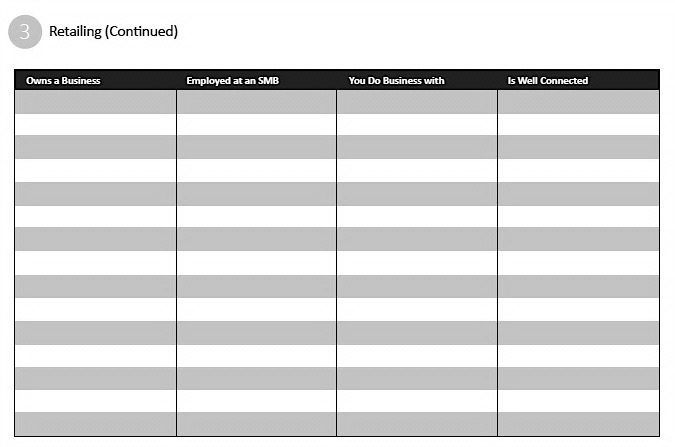 3 Retailing (Continued)
Owns a Business Employed at an SMB You Do Business with Is Well Connected